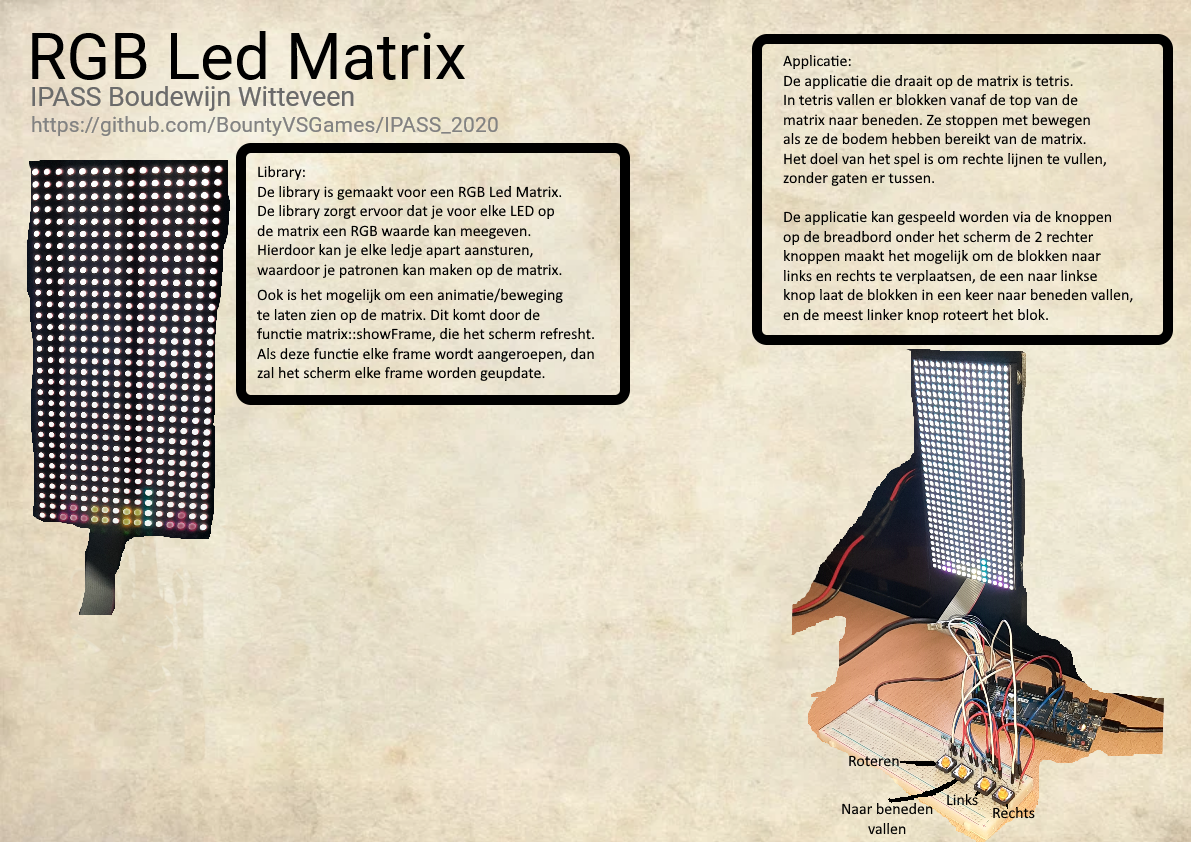 RGB Led Matrix
IPASS Boudewijn Witteveen
https://github.com/BountyVSGames/IPASS_2020
Library:
De library is gemaakt voor een RGB Led Matrix.
De library zorgt ervoor dat je voor elke LED op
de matrix een RGB waarde kan meegeven.
Hierdoor kan je elke ledje apart aansturen,
waardoor je patronen kan maken op de matrix.
Ook is het mogelijk om een animatie/beweging
te laten zien op de matrix. Dit komt door de
functie matrix::showFrame, die het scherm refresht.
Als deze functie elke frame wordt aangeroepen, dan
zal het scherm elke frame worden geupdate.
Applicatie:
De applicatie die draait op de matrix is tetris.
In tetris vallen er blokken vanaf de top van de
matrix naar beneden. Ze stoppen met bewegen
als ze de bodem hebben bereikt van de matrix.
Het doel van het spel is om rechte lijnen te vullen,
zonder gaten er tussen.
De applicatie kan gespeeld worden via de knoppen
op de breadbord onder het scherm de 2 rechter
knoppen maakt het mogelijk om de blokken naar
links en rechts te verplaatsen, de een naar linkse
knop laat de blokken in een keer naar beneden vallen,
en de meest linker knop roteert het blok.
Roteren
Naar beneden
vallen
Links
Rechts